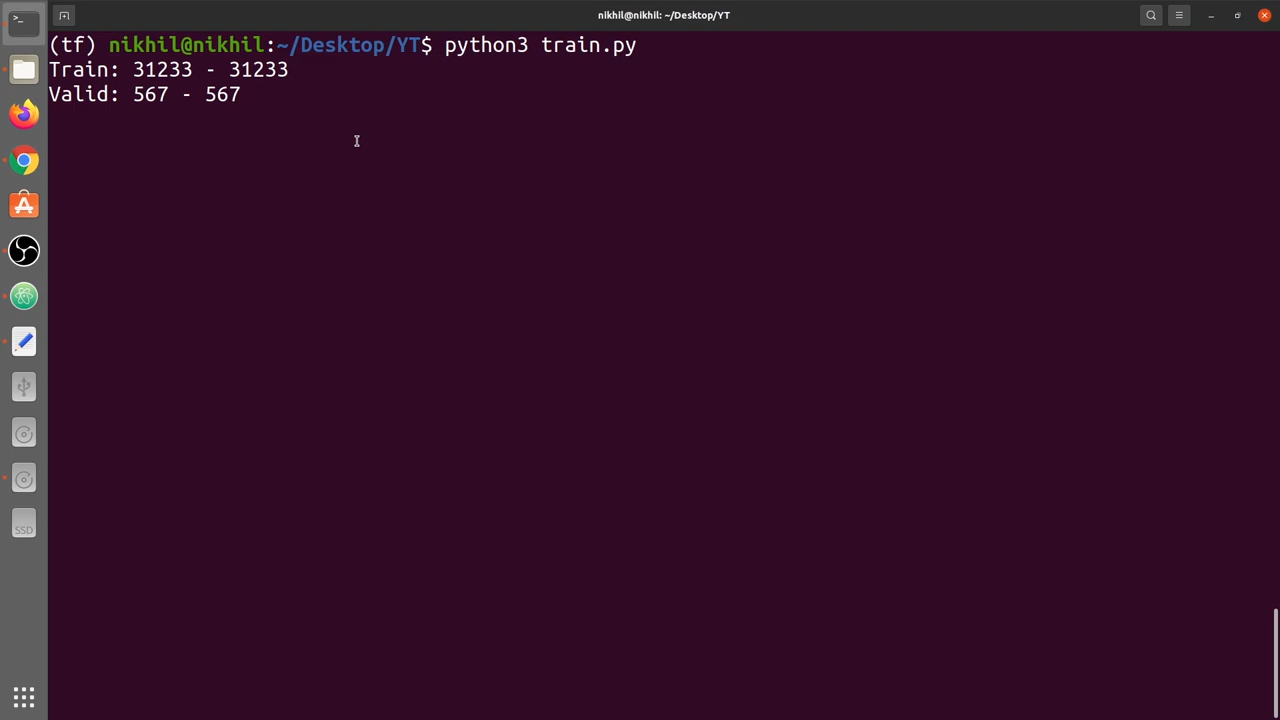 nikhil@nikhil: ~/Desktop/YT
(tf) nikhil@nikhil:~/Desktop/YT$ python3 train.py
Train: 31233 - 31233
Valid: 567 - 567
SSD